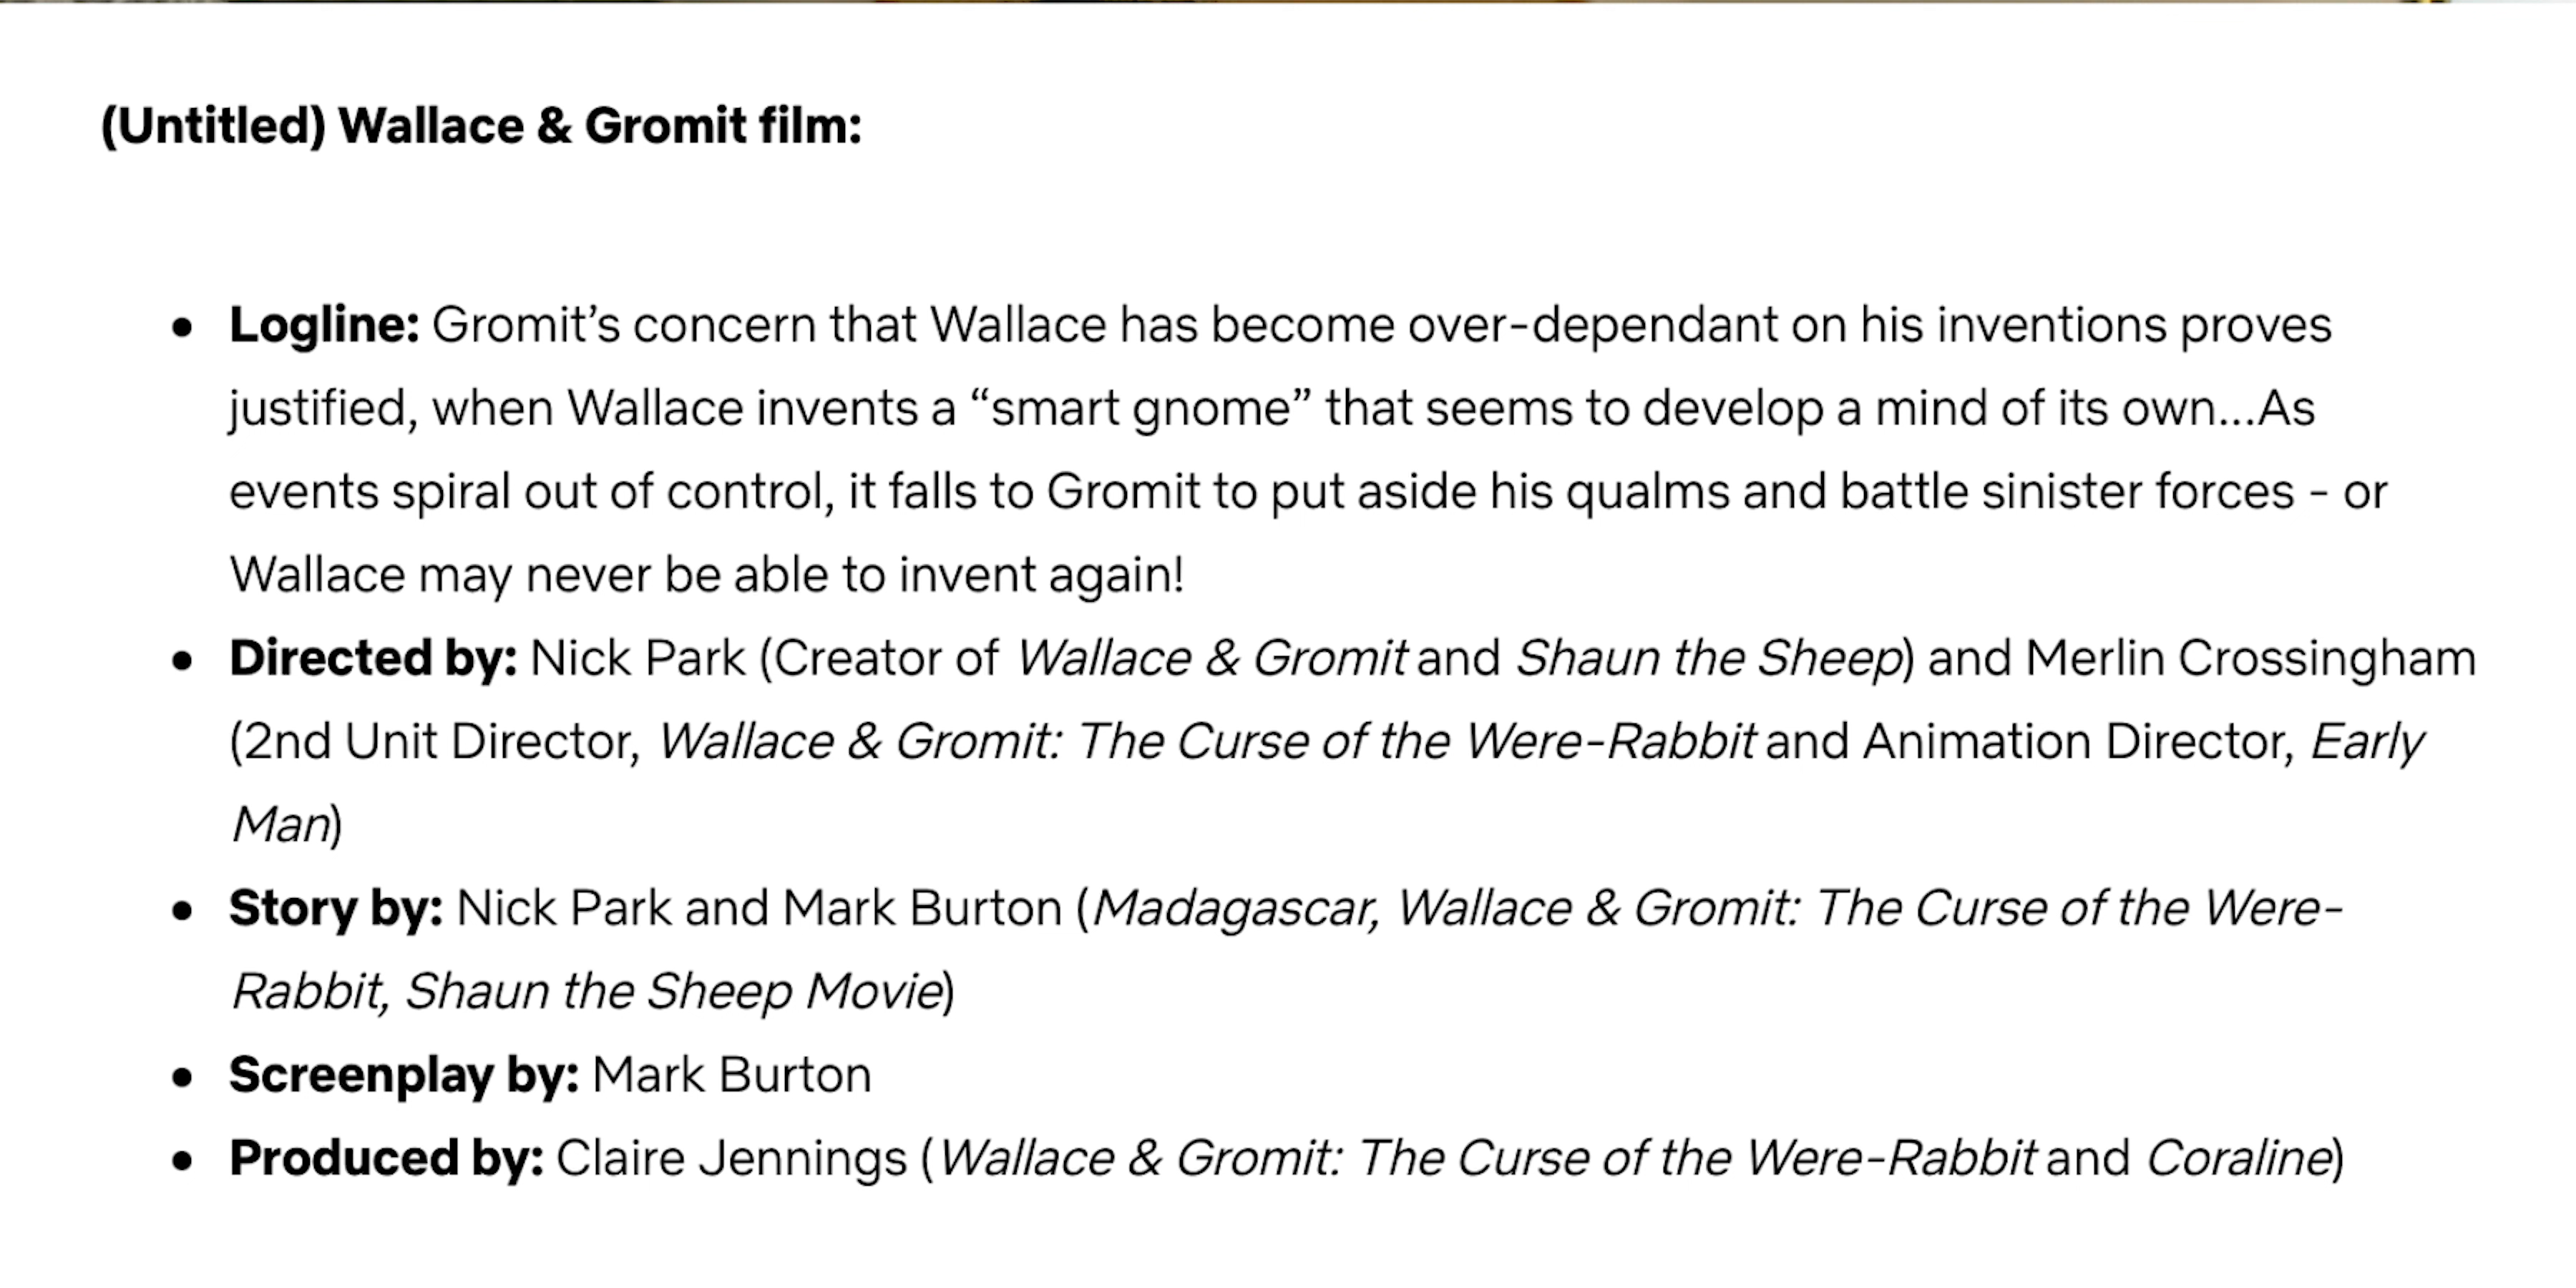 (Untitled) Wallace & Gromit film:
• Logline: Gromit’s concern that Wallace has become over-dependant on his inventions proves
justified, when Wallace invents a “smart gnome” that seems to develop a mind of its own...As
events spiral out of control, it falls to Gromit to put aside his qualms and battle sinister forces - or
Wallace may never be able to invent again!
• Directed by: Nick Park (Creator of Wallace & Gromit and Shaun the Sheep) and Merlin Crossingham
(2nd Unit Director, Wallace & Gromit: The Curse of the Were-Rabbit and Animation Director, Early
Man)
• Story by: Nick Park and Mark Burton (Madagascar, Wallace & Gromit: The Curse of the Were-
Rabbit, Shaun the Sheep Movie)
• Screenplay by: Mark Burton
• Produced by: Claire Jennings (Wallace & Gromit: The Curse of the Were-Rabbit and Coraline)